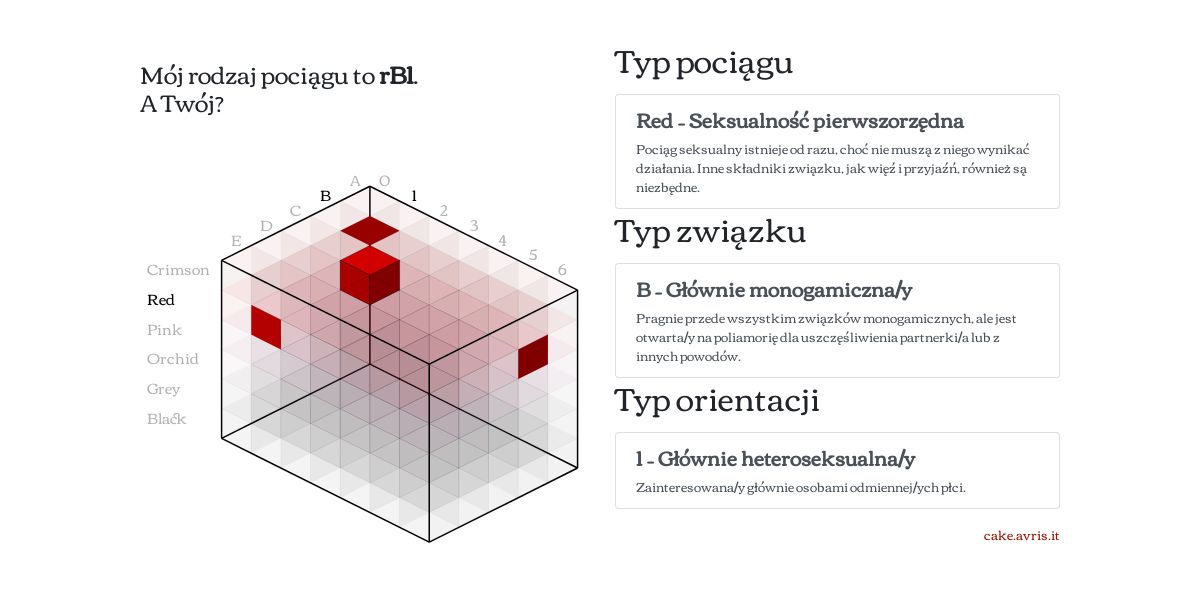 Mój rodzaj pociągu to rB1.
A Twój?
A O
B 1
C 2
D 3
E 4
5
6
Crimson
Red
Pink
Orchid
Grey
Black
Typ pociągu
Red – Seksualność pierwszorzędna
Pociąg seksualny istnieje od razu, choć nie muszą z niego wynikać
działania. Inne składniki związku, jak więź i przyjaźń, również są
niezbędne.
Typ związku
B – Głównie monogamiczna/y
Pragnie przede wszystkim związków monogamicznych, ale jest
otwarta/y na poliamorię dla uszczęśliwienia partnerki/a lub z
innych powodów.
Typ orientacji
1 – Głównie heteroseksualna/y
Zainteresowana/y głównie osobami odmiennej/ych płci.
cake.avris.it